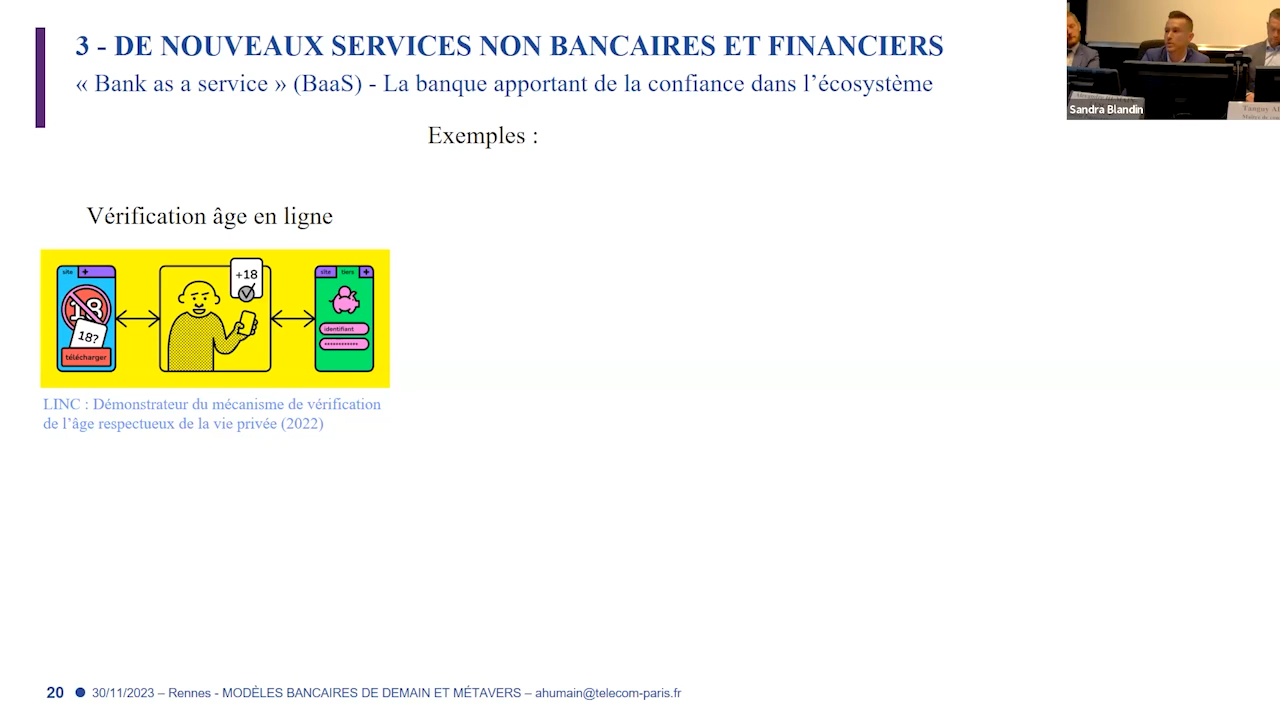 3 - DE NOUVEAUX SERVICES NON BANCAIRES ET FINANCIERS
« Bank as a service » (BaaS) - La banque apportant de la confiance dans l'écosystème
Exemples :
Sandra Blandin
Vérification âge en ligne
site
18
18?
télécharger
+18
site tiers
identifiant
LINC : Démonstrateur du mécanisme de vérification
de l'âge respectueux de la vie privée (2022)
20
30/11/2023 – Rennes - MODÈLES BANCAIRES DE DEMAIN ET MÉTAVERS – ahumain@telecom-paris.fr